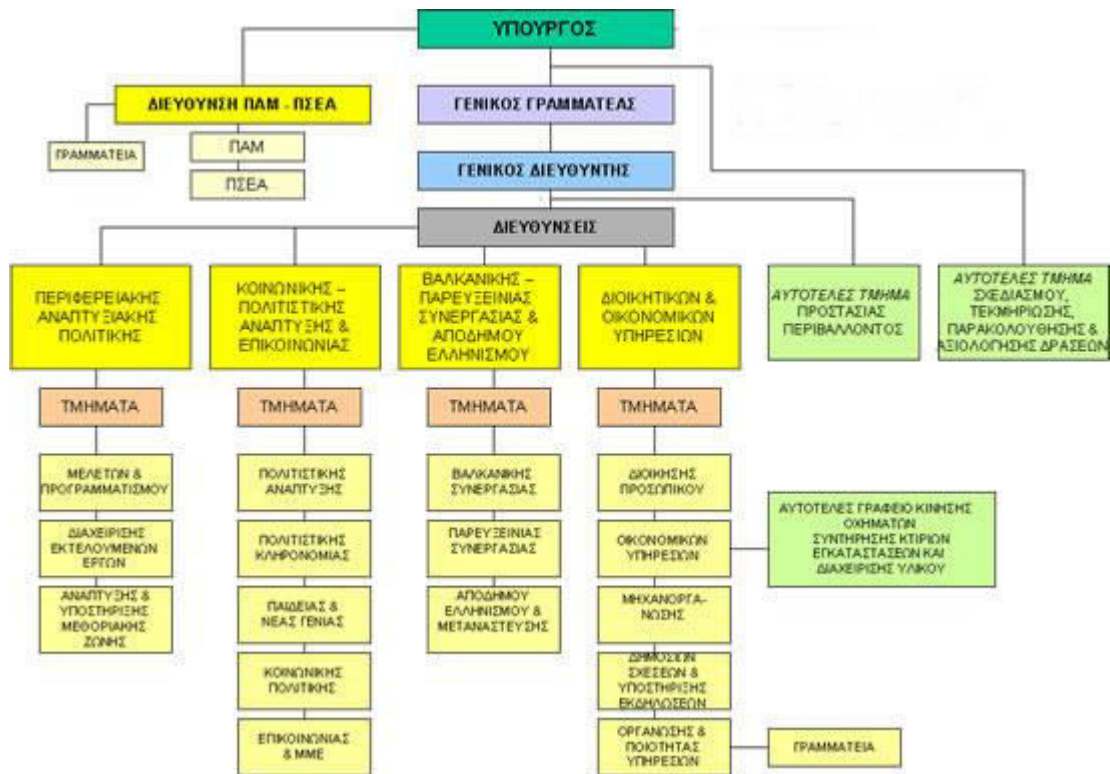 ΥΠΟΥΡΓΟΣ
ΔΙΕΥΘΥΝΣΗ ΠΑΜ - ΠΣΕΑ
ΓΡΑΜΜΑΤΕΙΑ
ΠΑΜ
ΠΣΕΑ
ΓΕΝΙΚΟΣ ΓΡΑΜΜΑΤΕΑΣ
ΓΕΝΙΚΟΣ ΔΙΕΥΘΥΝΤΗΣ
ΔΙΕΥΘΥΝΣΕΙΣ
ΠΕΡΙΦΕΡΕΙΑΚΗΣ
ΑΝΑΠΤΥΞΙΑΚΗΣ
ΠΟΛΙΤΙΚΗΣ
ΚΟΙΝΩΝΙΚΗΣ –
ΠΟΛΙΤΙΣΤΙΚΗΣ
ΑΝΑΠΤΥΞΗΣ &
ΕΠΙΚΟΙΝΩΝΙΑΣ
ΒΑΛΚΑΝΙΚΗΣ –
ΠΑΡΕΥΞΕΙΝΙΑΣ
ΣΥΝΕΡΓΑΣΙΑΣ &
ΑΠΟΔΗΜΟΥ
ΕΛΛΗΝΙΣΜΟΥ
ΔΙΟΙΚΗΤΙΚΩΝ &
ΟΙΚΟΝΟΜΙΚΩΝ
ΥΠΗΡΕΣΙΩΝ
ΑΥΤΟΤΕΛΕΣ ΤΜΗΜΑ
ΠΡΟΣΤΑΣΙΑΣ
ΠΕΡΙΒΑΛΛΟΝΤΟΣ
ΑΥΤΟΤΕΛΕΣ ΤΜΗΜΑ
ΣΧΕΔΙΑΣΜΟΥ,
ΤΕΚΜΗΡΙΩΣΗΣ,
ΠΑΡΑΚΟΛΟΥΘΗΣΗΣ &
ΑΞΙΟΛΟΓΗΣΗΣ ΔΡΑΣΕΩΝ
ΤΜΗΜΑΤΑ
ΜΕΛΕΤΩΝ &
ΠΡΟΓΡΑΜΜΑΤΙΣΜΟΥ
ΔΙΑΧΕΙΡΙΣΗΣ
ΕΚΤΕΛΟΥΜΕΝΩΝ
ΕΡΓΩΝ
ΑΝΑΠΤΥΞΗΣ &
ΥΠΟΣΤΗΡΙΞΗΣ
ΜΕΘΟΡΙΑΚΗΣ
ΖΩΝΗΣ
ΤΜΗΜΑΤΑ
ΠΟΛΙΤΙΣΤΙΚΗΣ
ΑΝΑΠΤΥΞΗΣ
ΠΟΛΙΤΙΣΤΙΚΗΣ
ΚΛΗΡΟΝΟΜΙΑΣ
ΠΑΙΔΕΙΑΣ &
ΝΕΑΣ ΓΕΝΙΑΣ
ΚΟΙΝΩΝΙΚΗΣ
ΠΟΛΙΤΙΚΗΣ
ΕΠΙΚΟΙΝΩΝΙΑΣ
& ΜΜΕ
ΤΜΗΜΑΤΑ
ΒΑΛΚΑΝΙΚΗΣ
ΣΥΝΕΡΓΑΣΙΑΣ
ΠΑΡΕΥΞΕΙΝΙΑΣ
ΣΥΝΕΡΓΑΣΙΑΣ
ΑΠΟΔΗΜΟΥ
ΕΛΛΗΝΙΣΜΟΥ &
ΜΕΤΑΝΑΣΤΕΥΣΗΣ
ΤΜΗΜΑΤΑ
ΔΙΟΙΚΗΣΗΣ
ΠΡΟΣΩΠΙΚΟΥ
ΟΙΚΟΝΟΜΙΚΩΝ
ΥΠΗΡΕΣΙΩΝ
ΜΗΧΑΝΟΡΓΑ-
ΝΩΣΗΣ
ΔΗΜΟΣΙΩΝ
ΣΧΕΣΕΩΝ &
ΥΠΟΣΤΗΡΙΞΗΣ
ΕΚΔΗΛΩΣΕΩΝ
ΟΡΓΑΝΩΣΗΣ &
ΠΟΙΟΤΗΤΑΣ
ΥΠΗΡΕΣΙΩΝ
ΑΥΤΟΤΕΛΕΣ ΓΡΑΦΕΙΟ ΚΙΝΗΣΗΣ
ΟΧΗΜΑΤΩΝ
ΣΥΝΤΗΡΗΣΗΣ ΚΤΙΡΙΩΝ
ΕΓΚΑΤΑΣΤΑΣΕΩΝ ΚΑΙ
ΔΙΑΧΕΙΡΙΣΗΣ ΥΛΙΚΟΥ
ΓΡΑΜΜΑΤΕΙΑ